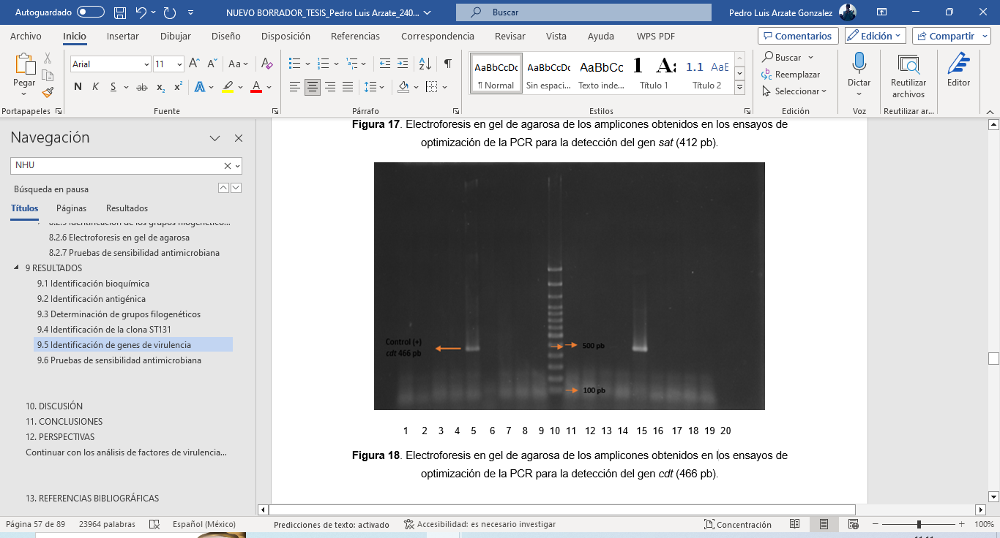 Autoguardado
NUEVO BORRADOR_TESIS_Pedro Luis Arzate_240...
Buscar
Pedro Luis Arzate Gonzalez
Archivo Inicio Insertar Dibujar Diseño Disposición Referencias Correspondencia Revisar Vista Ayuda WPS PDF
Comentarios Edición Compartir
Pegar
Portapapeles
Arial 11
N K S ab x₂ x²
Fuente
Párrafo
AaBbCcDc AaBbCcDc AaBbCc 1 A: 1.1 AaE
¶ Normal Sin espaci... Texto inde... Título 1 Título 2
Estilos
Buscar
Reemplazar
Seleccionar
Edición
Dictar
Voz
Reutilizar archivos
Reutilizar ar...
Editor
Navegación
NHU
Búsqueda en pausa
Títulos Páginas Resultados
8.2.6 Electroforesis en gel de agarosa
8.2.7 Pruebas de sensibilidad antimicrobiana
9 RESULTADOS
9.1 Identificación bioquímica
9.2 Identificación antigénica
9.3 Determinación de grupos filogenéticos
9.4 Identificación de la clona ST131
9.5 Identificación de genes de virulencia
9.6 Pruebas de sensibilidad antimicrobiana
10. DISCUSIÓN
11. CONCLUSIONES
12. PERSPECTIVAS
Continuar con los análisis de factores de virulencia...
13. REFERENCIAS BIBLIOGRÁFICAS
Figura 17. Electroforesis en gel de agarosa de los amplicones obtenidos en los ensayos de
optimización de la PCR para la detección del gen sat (412 pb).
Control (+)
cdt 466 pb
500 pb
100 pb
1 2 3 4 5 6 7 8 9 10 11 12 13 14 15 16 17 18 19 20
Figura 18. Electroforesis en gel de agarosa de los amplicones obtenidos en los ensayos de
optimización de la PCR para la detección del gen cdt (466 pb).
Página 57 de 89 23964 palabras Español (México) Predicciones de texto: activado Accesibilidad: es necesario investigar Concentración 100%